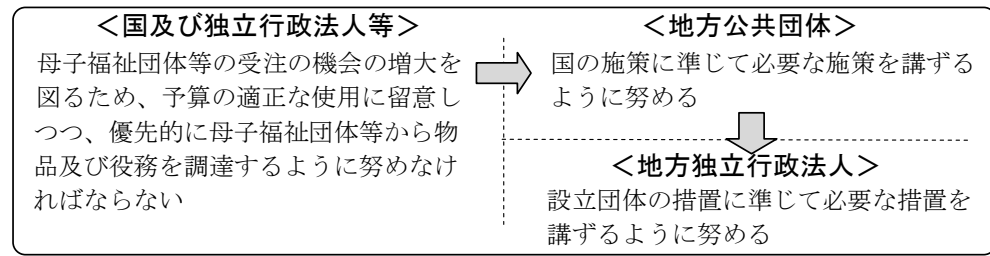 ＜国及び独立行政法人等＞
母子福祉団体等の受注の機会の増大を
図るため、予算の適正な使用に留意し
つつ、優先的に母子福祉団体等から物
品及び役務を調達するように努めなけ
ればならない
＜地方公共団体＞
国の施策に準じて必要な施策を講ずる
ように努める
＜地方独立行政法人＞
設立団体の措置に準じて必要な措置を
講ずるように努める